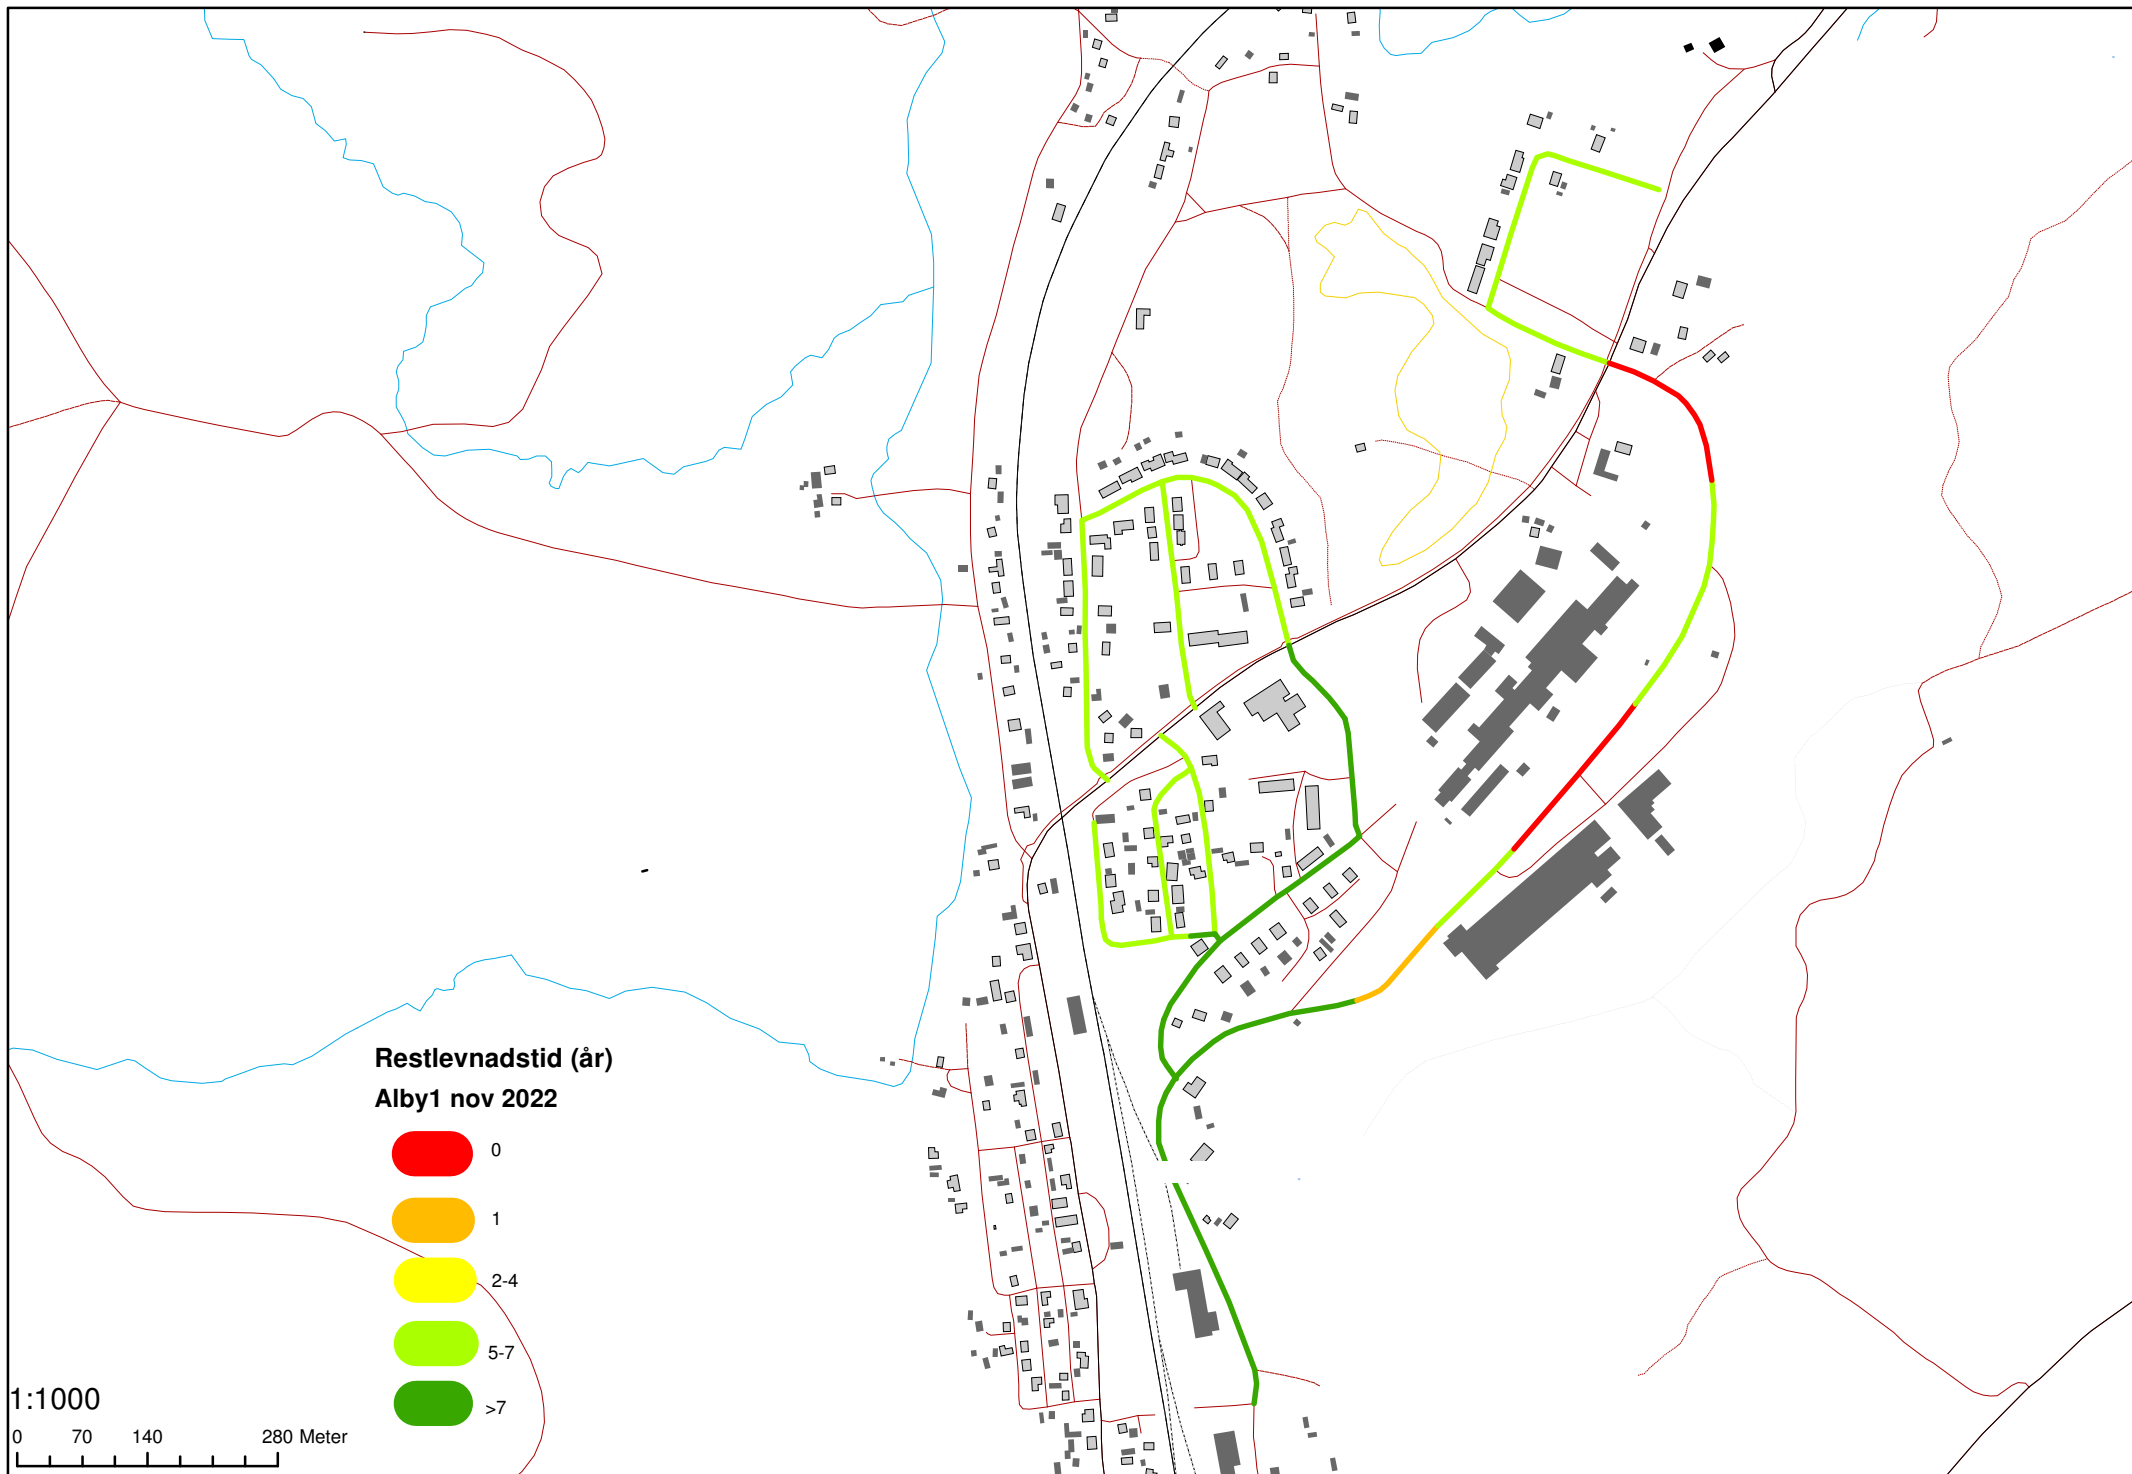 Restlevnadstid (år)
Alby1 nov 2022
0
1
2-4
5-7
>7
1:1000
0 70 140 280 Meter